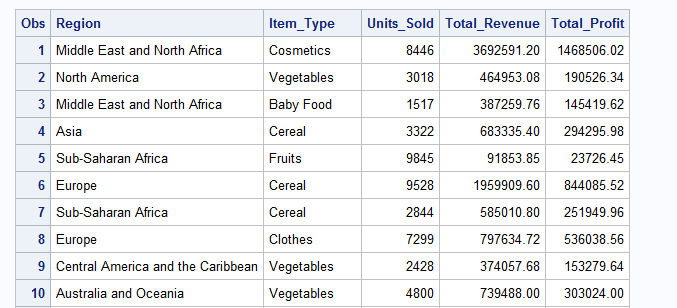 Obs Region Item_Type Units_Sold Total_Revenue Total_Profit
1 Middle East and North Africa Cosmetics 8446 3692591.20 1468506.02
2 North America Vegetables 3018 464953.08 190526.34
3 Middle East and North Africa Baby Food 1517 387259.76 145419.62
4 Asia Cereal 3322 683335.40 294295.98
5 Sub-Saharan Africa Fruits 9845 91853.85 23726.45
6 Europe Cereal 9528 1959909.60 844085.52
7 Sub-Saharan Africa Cereal 2844 585010.80 251949.96
8 Europe Clothes 7299 797634.72 536038.56
9 Central America and the Caribbean Vegetables 2428 374057.68 153279.64
10 Australia and Oceania Vegetables 4800 739488.00 303024.00